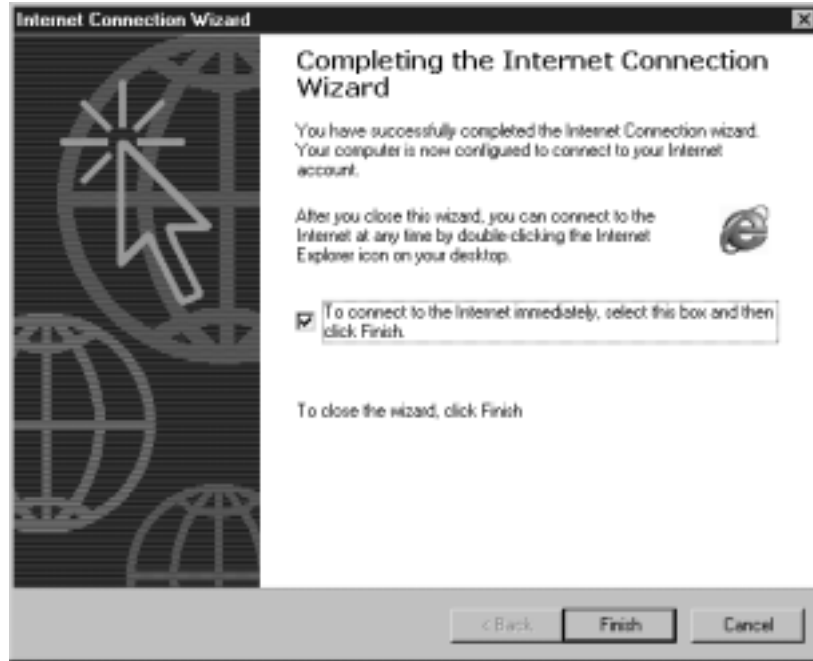 Internet Connection Wizard
Completing the Internet Connection
Wizard
You have successfully completed the Internet Connection wizard.
Your computer is now configured to connect to your Internet
account.
After you close this wizard, you can connect to the
Internet at any time by double-clicking the Internet
Explorer icon on your desktop.
To connect to the Internet immediately, select this box and then
click Finish.
To close the wizard, click Finish
< Back Finish Cancel